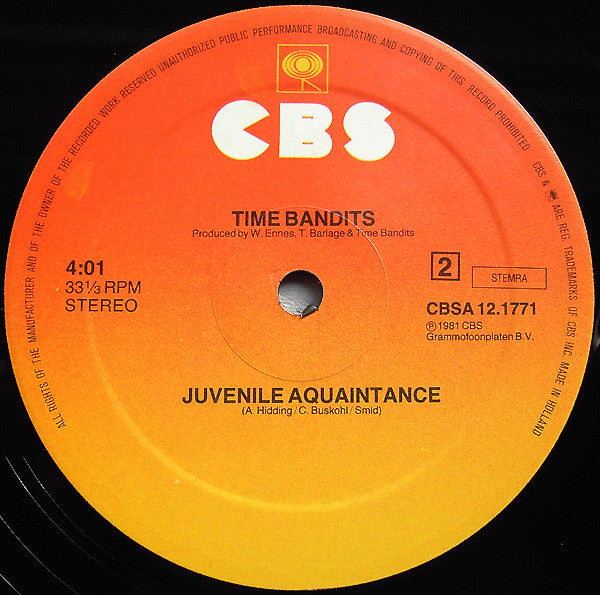 ALL RIGHTS OF THE MANUFACTURER AND OF THE OWNER OF THE RECORDED WORK RESERVED UNAUTHORIZED PUBLIC PERFORMANCE BROADCASTING AND COPYING OF THIS RECORD PROHIBITED CBS & ARE REG. TRADEMARKS OF CBS INC. MADE IN HOLLAND
CBS
TIME BANDITS
Produced by W. Ennes, T. Barlage & Time Bandits
4:01
33⅓ RPM
STEREO
2
STEMRA
CBSA 12.1771
℗ 1981 CBS
Grammofoonplaten B.V.
JUVENILE AQUAINTANCE
(A. Hidding / C. Buskohl / Smid)